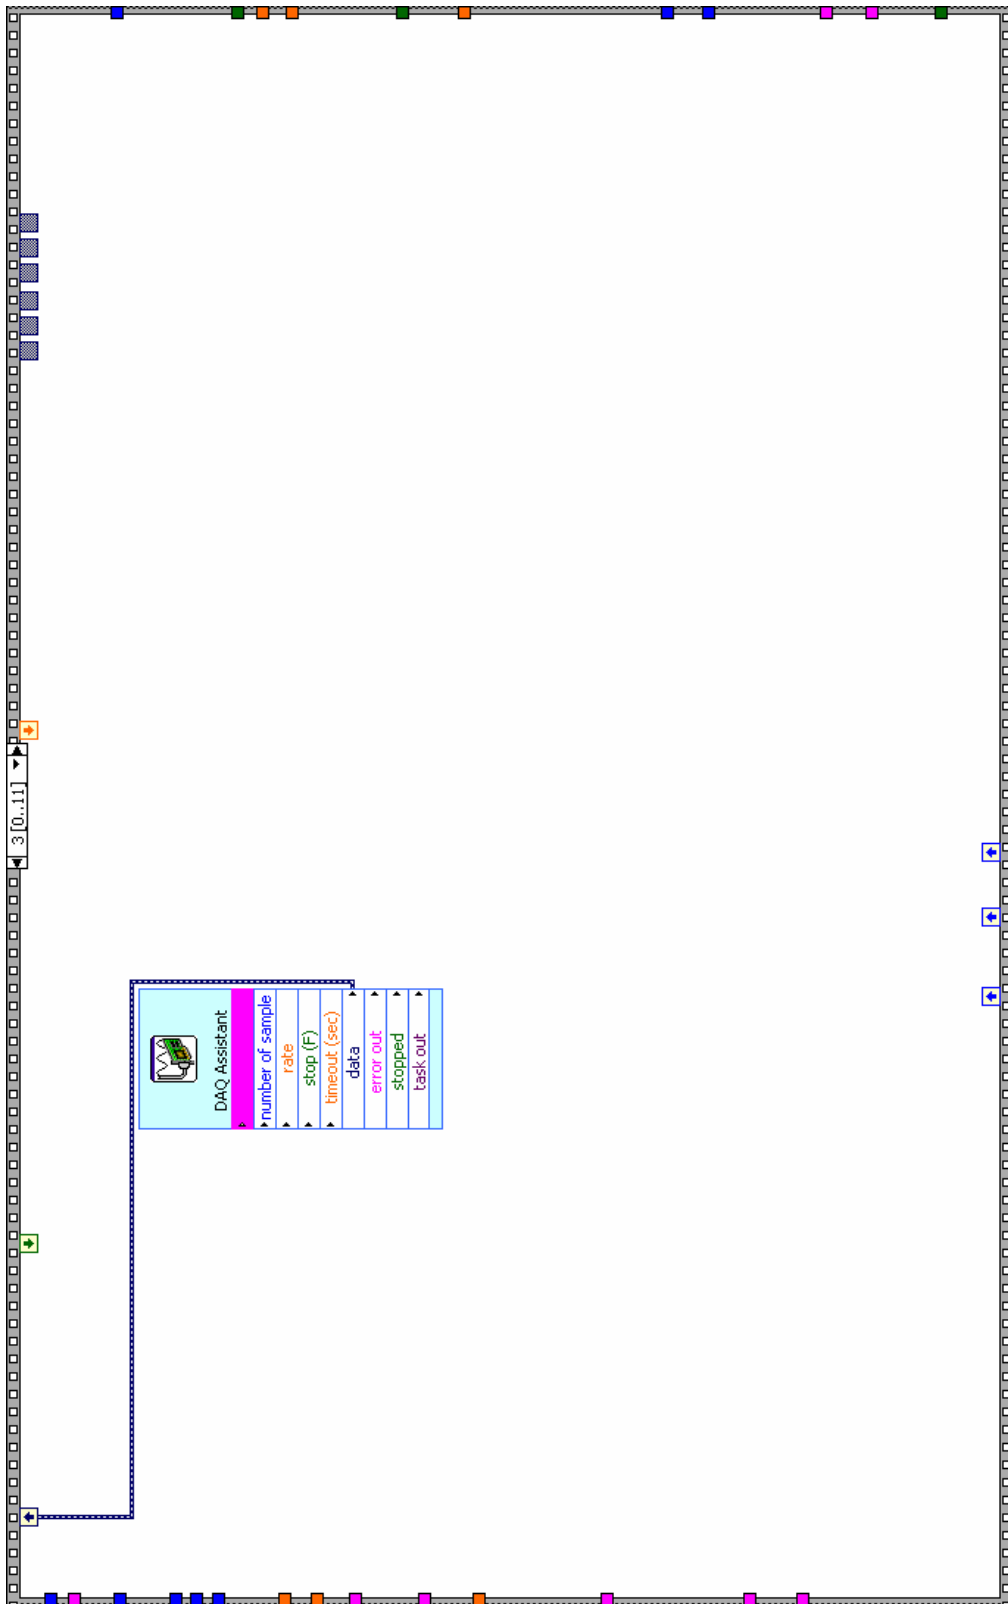 3 [0..11]
DAQ Assistant
number of sample
rate
stop (F)
timeout (sec)
data
error out
stopped
task out